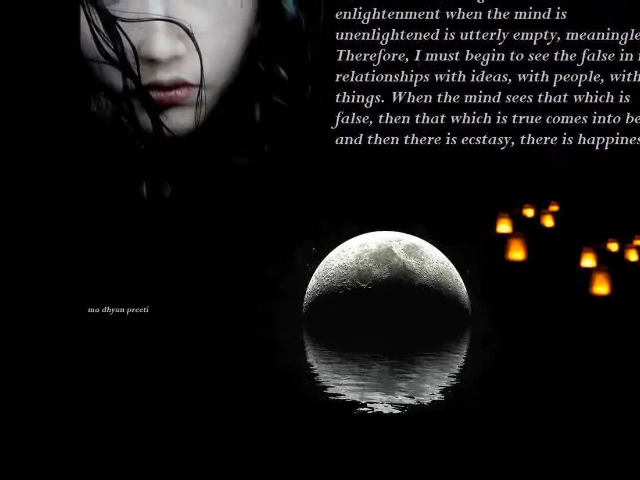 enlightenment when the mind is
unenlightened is utterly empty, meaningle
Therefore, I must begin to see the false in
relationships with ideas, with people, with
things. When the mind sees that which is
false, then that which is true comes into be
and then there is ecstasy, there is happines
ma dhyan preeti